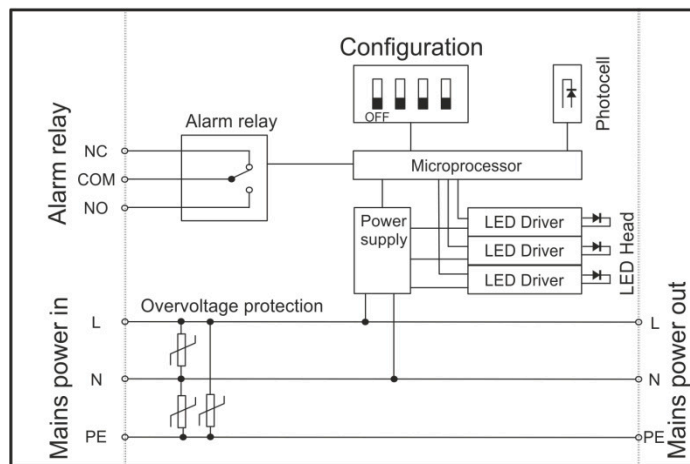 Configuration
OFF
Photocell
Alarm relay
Alarm relay
NC
COM
NO
Microprocessor
Power
supply
LED Driver
LED Driver
LED Driver
LED Head
Overvoltage protection
Mains power in
L
N
PE
L
N
PE
Mains power out